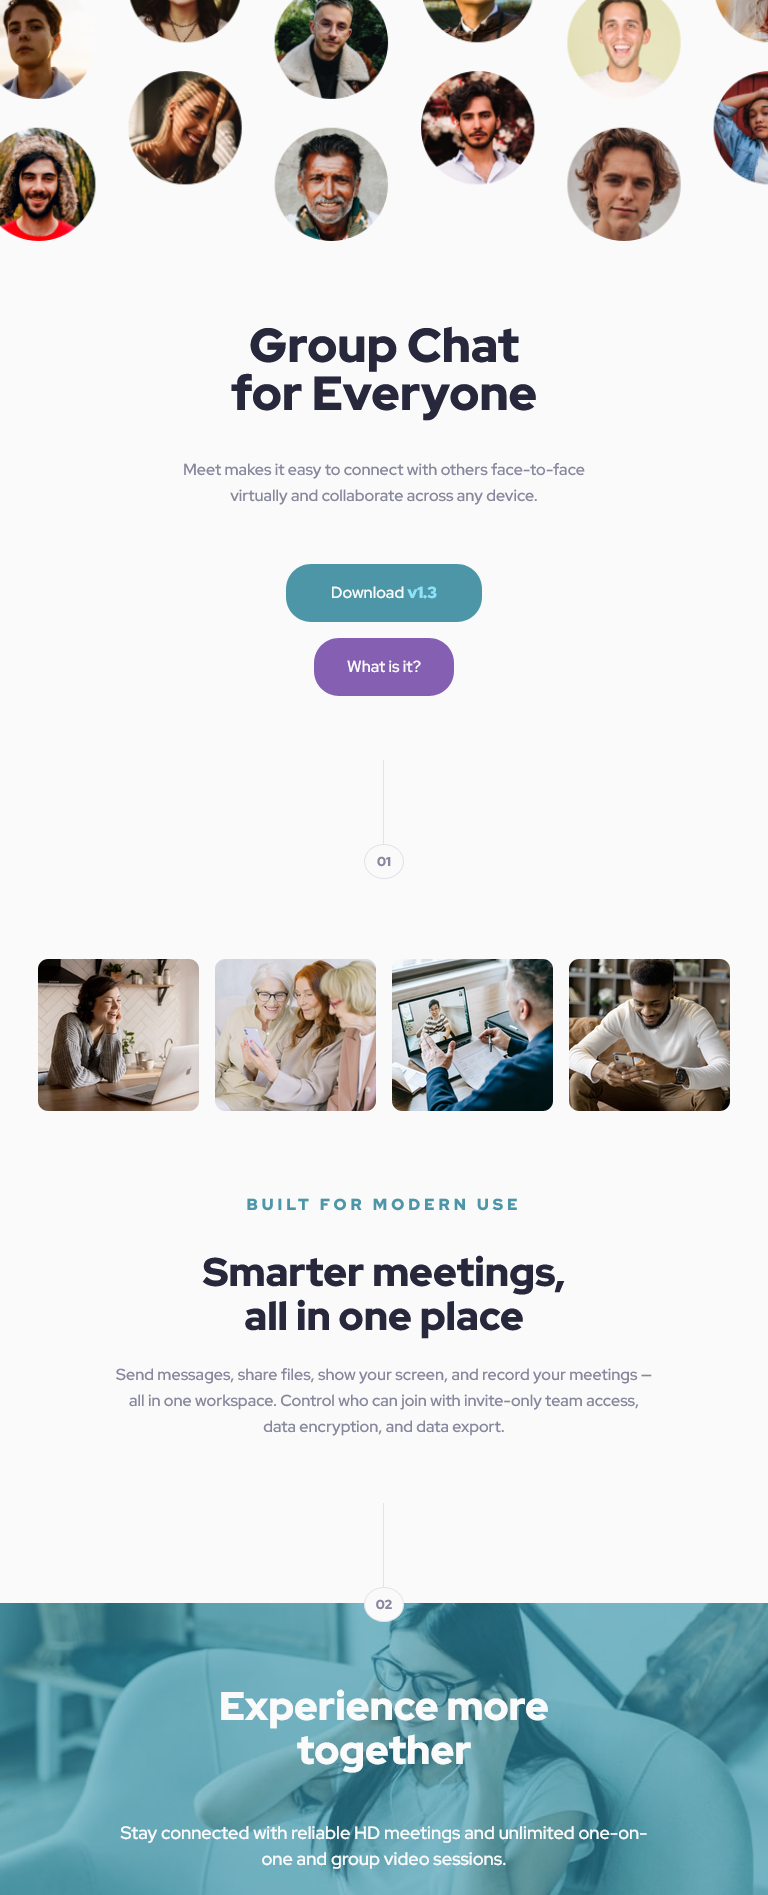 Group Chat
for Everyone
Meet makes it easy to connect with others face-to-face
virtually and collaborate across any device.
Download v1.3
What is it?
01
BUILT FOR MODERN USE
Smarter meetings,
all in one place
Send messages, share files, show your screen, and record your meetings —
all in one workspace. Control who can join with invite-only team access,
data encryption, and data export.
02
Experience more
together
Stay connected with reliable HD meetings and unlimited one-on-
one and group video sessions.